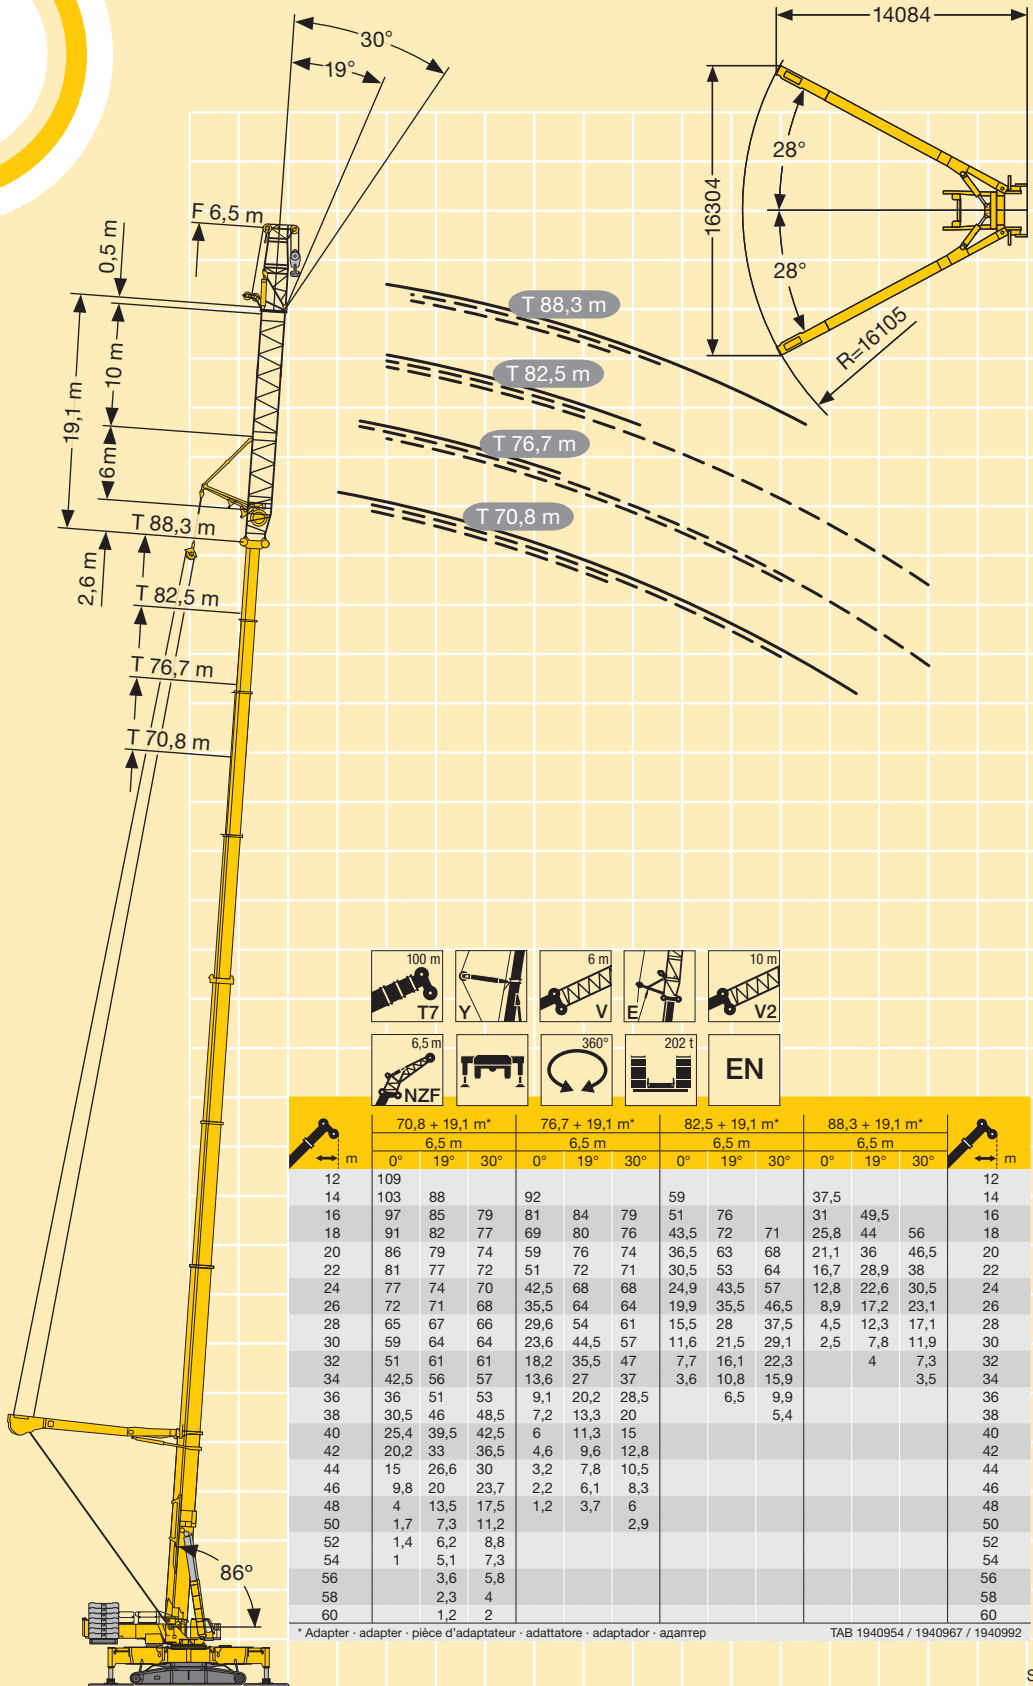 14084
30°
19°
28°
16304
28°
R=16105
F 6,5 m
0,5 m
10 m
19,1 m
6 m
T 88,3 m
2,6 m
T 82,5 m
T 76,7 m
T 70,8 m
T 88,3 m
T 82,5 m
T 76,7 m
T 70,8 m
86°
100 m T7
Y
6 m V
E
10 m V2
6,5 m NZF
360°
202 t
EN
70,8 + 19,1 m* 76,7 + 19,1 m* 82,5 + 19,1 m* 88,3 + 19,1 m*
6,5 m 6,5 m 6,5 m 6,5 m
m 0° 19° 30° 0° 19° 30° 0° 19° 30° 0° 19° 30° m
12 109 12
14 103 88 92 59 37,5 14
16 97 85 79 81 84 79 51 76 31 49,5 16
18 91 82 77 69 80 76 43,5 72 71 25,8 44 56 18
20 86 79 74 59 76 74 36,5 63 68 21,1 36 46,5 20
22 81 77 72 51 72 71 30,5 53 64 16,7 28,9 38 22
24 77 74 70 42,5 68 68 24,9 43,5 57 12,8 22,6 30,5 24
26 72 71 68 35,5 64 64 19,9 35,5 46,5 8,9 17,2 23,1 26
28 65 67 66 29,6 54 61 15,5 28 37,5 4,5 12,3 17,1 28
30 59 64 64 23,6 44,5 57 11,6 21,5 29,1 2,5 7,8 11,9 30
32 51 61 61 18,2 35,5 47 7,7 16,1 22,3 4 7,3 32
34 42,5 56 57 13,6 27 37 3,6 10,8 15,9 3,5 34
36 36 51 53 9,1 20,2 28,5 6,5 9,9 36
38 30,5 46 48,5 7,2 13,3 20 5,4 38
40 25,4 39,5 42,5 6 11,3 15 40
42 20,2 33 36,5 4,6 9,6 12,8 42
44 15 26,6 30 3,2 7,8 10,5 44
46 9,8 20 23,7 2,2 6,1 8,3 46
48 4 13,5 17,5 1,2 3,7 6 48
50 1,7 7,3 11,2 2,9 50
52 1,4 6,2 8,8 52
54 1 5,1 7,3 54
56 3,6 5,8 56
58 2,3 4 58
60 1,2 2 60
* Adapter · adapter · pièce d'adaptateur · adattatore · adaptador · адаптер TAB 1940954 / 1940967 / 1940992
S